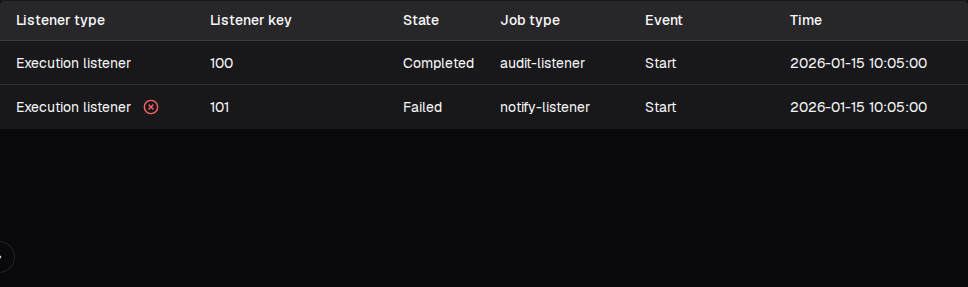 Listener type Listener key State Job type Event Time
Execution listener 100 Completed audit-listener Start 2026-01-15 10:05:00
Execution listener 101 Failed notify-listener Start 2026-01-15 10:05:00